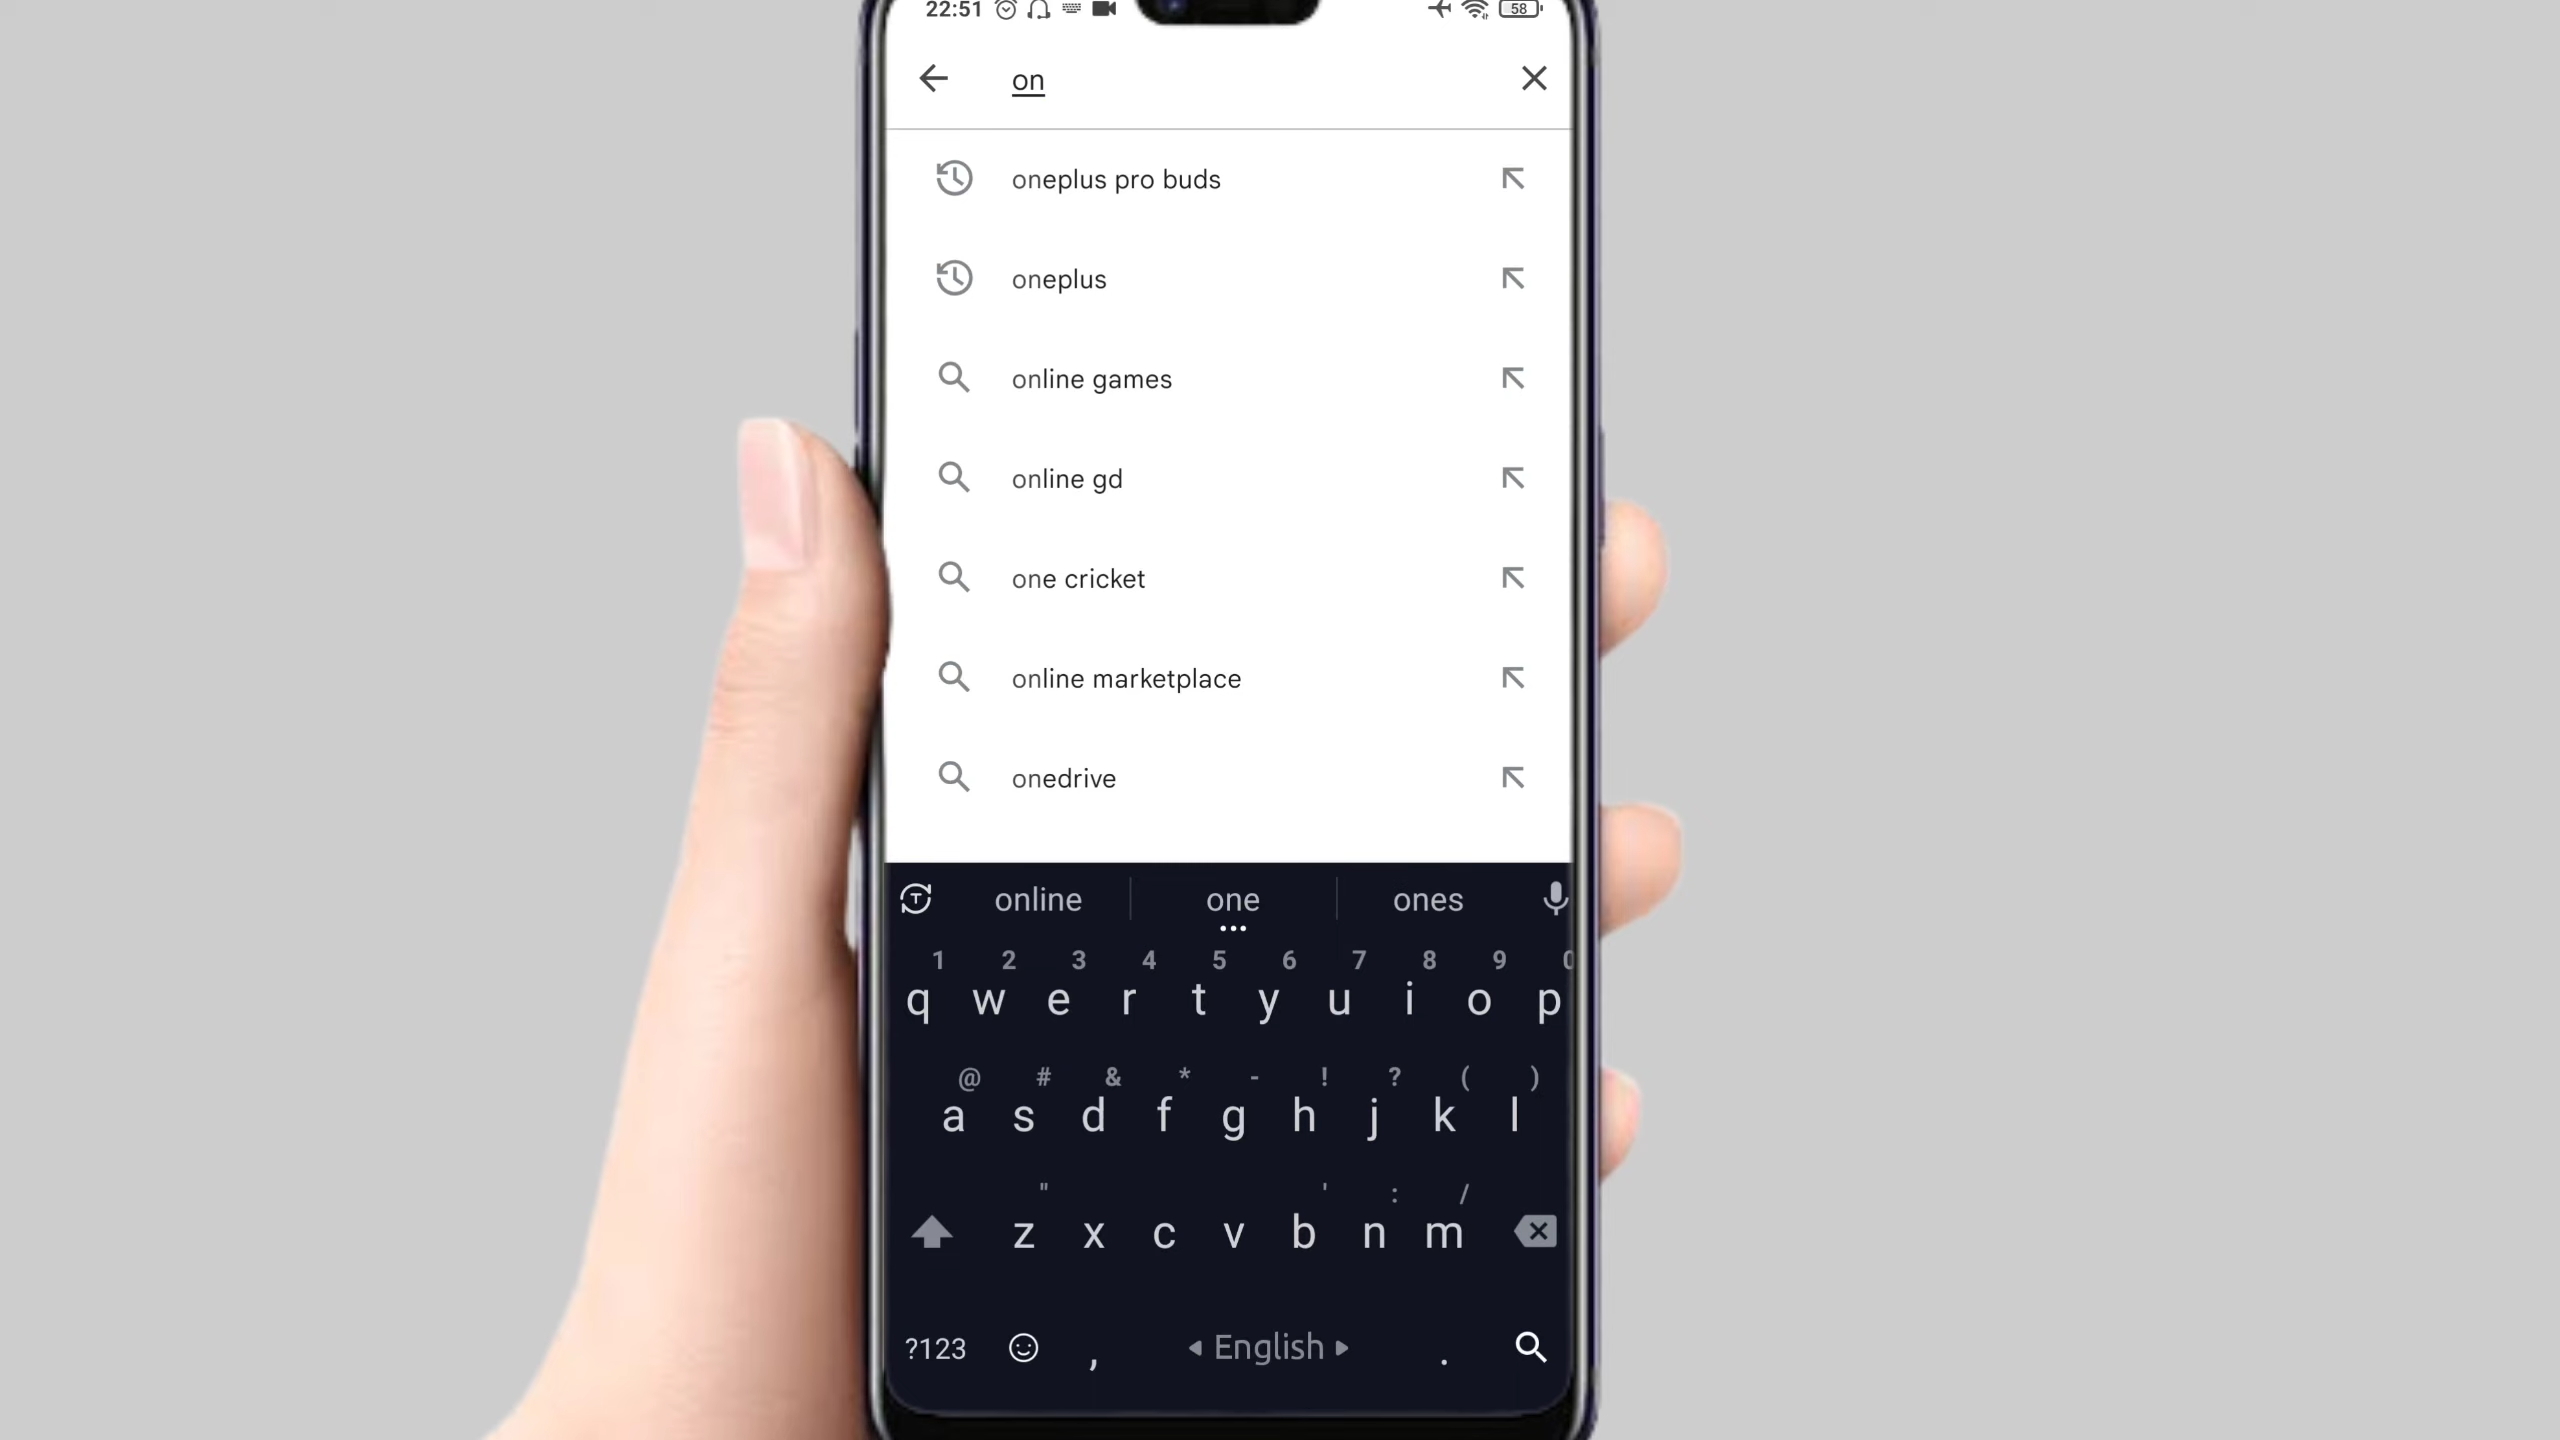 22:51 58
on
oneplus pro buds
oneplus
online games
online gd
one cricket
online marketplace
onedrive
online one ones
1 2 3 4 5 6 7 8 9 0
q w e r t y u i o p
@ # & * - ! ? ( )
a s d f g h j k l
" ' : /
z x c v b n m
?123 , English .